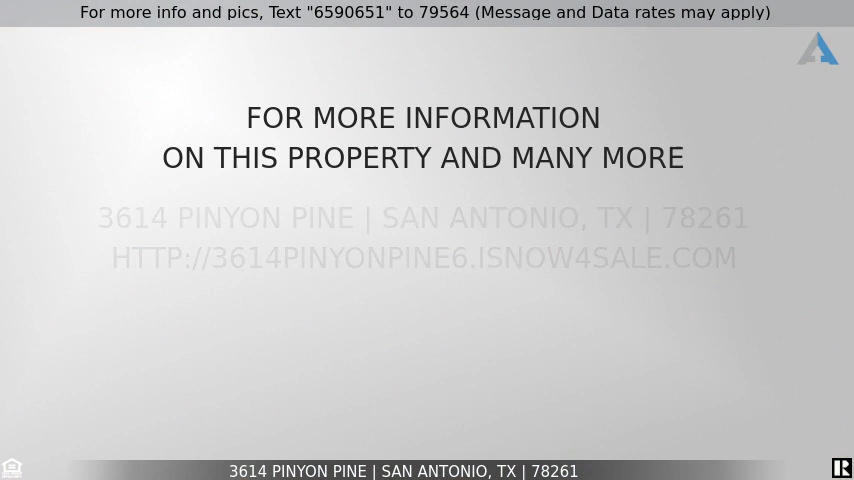 For more info and pics, Text "6590651" to 79564 (Message and Data rates may apply)
FOR MORE INFORMATION
ON THIS PROPERTY AND MANY MORE
3614 PINYON PINE | SAN ANTONIO, TX | 78261
HTTP://3614PINYONPINE6.ISNOW4SALE.COM
3614 PINYON PINE | SAN ANTONIO, TX | 78261